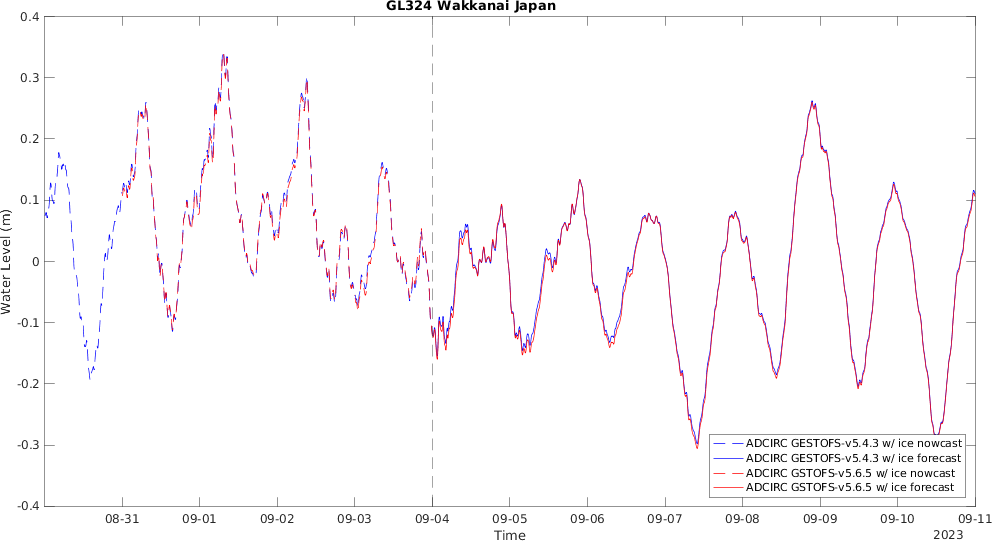 GL324 Wakkanai Japan
0.4
0.3
0.2
0.1
0
-0.1
-0.2
-0.3
-0.4
Water Level (m)
ADCIRC GESTOFS-v5.4.3 w/ ice nowcast
ADCIRC GESTOFS-v5.4.3 w/ ice forecast
ADCIRC GSTOFS-v5.6.5 w/ ice nowcast
ADCIRC GSTOFS-v5.6.5 w/ ice forecast
08-31 09-01 09-02 09-03 09-04 09-05 09-06 09-07 09-08 09-09 09-10 09-11
Time
2023